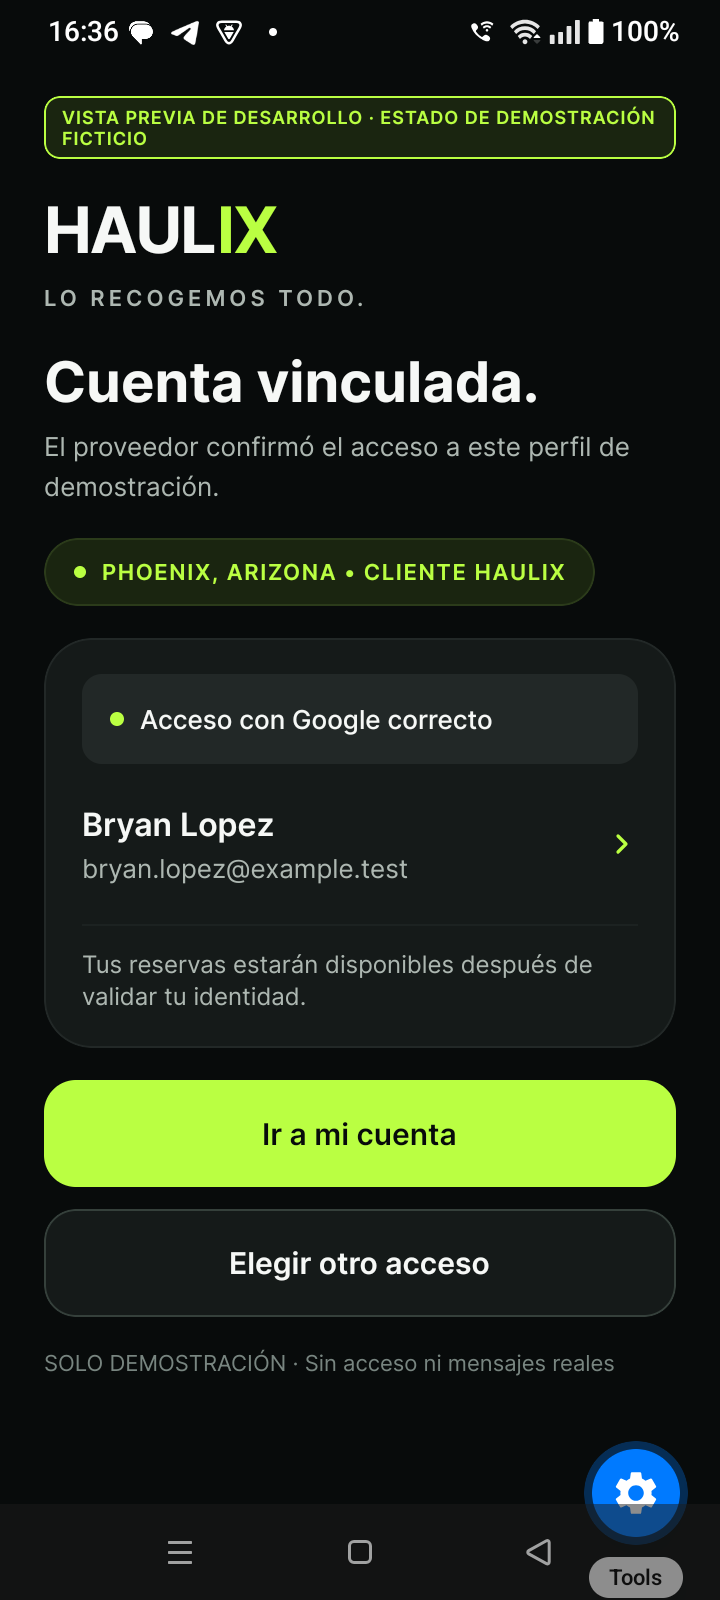 16:36
100%
VISTA PREVIA DE DESARROLLO · ESTADO DE DEMOSTRACIÓN
FICTICIO
HAULIX
LO RECOGEMOS TODO.
Cuenta vinculada.
El proveedor confirmó el acceso a este perfil de
demostración.
PHOENIX, ARIZONA • CLIENTE HAULIX
Acceso con Google correcto
Bryan Lopez
bryan.lopez@example.test
Tus reservas estarán disponibles después de
validar tu identidad.
Ir a mi cuenta
Elegir otro acceso
SOLO DEMOSTRACIÓN · Sin acceso ni mensajes reales
Tools